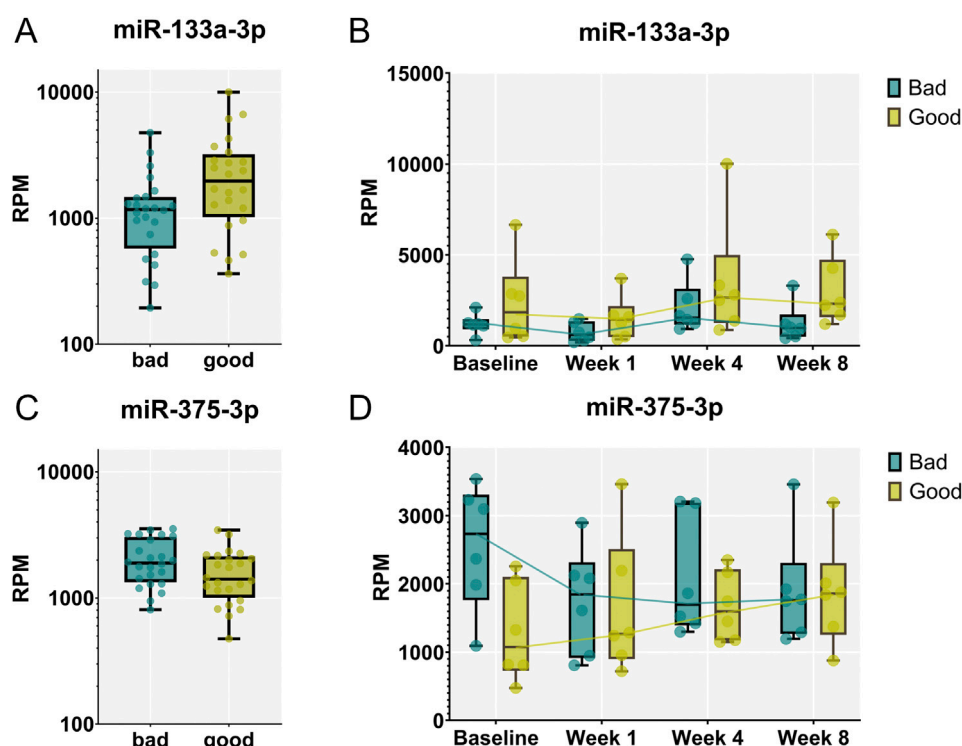 A
miR-133a-3p
RPM
10000
1000
100
bad good
B
miR-133a-3p
RPM
15000
10000
5000
0
Baseline Week 1 Week 4 Week 8
Bad
Good
C
miR-375-3p
RPM
10000
1000
100
bad good
D
miR-375-3p
RPM
4000
3000
2000
1000
0
Baseline Week 1 Week 4 Week 8
Bad
Good